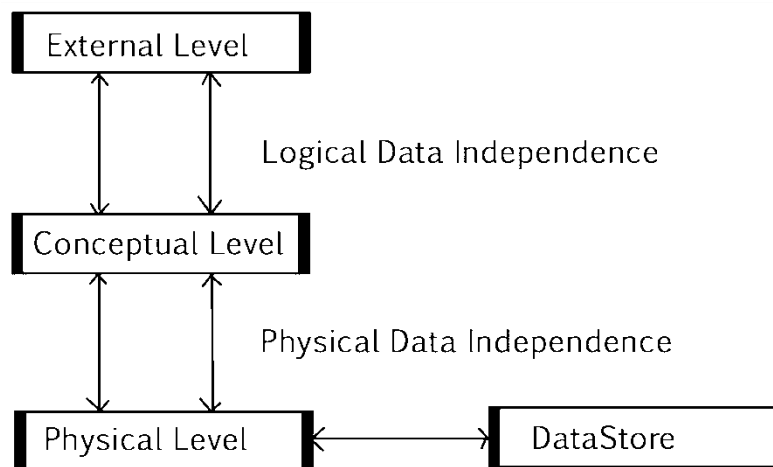 External Level
Logical Data Independence
Conceptual Level
Physical Data Independence
Physical Level
DataStore